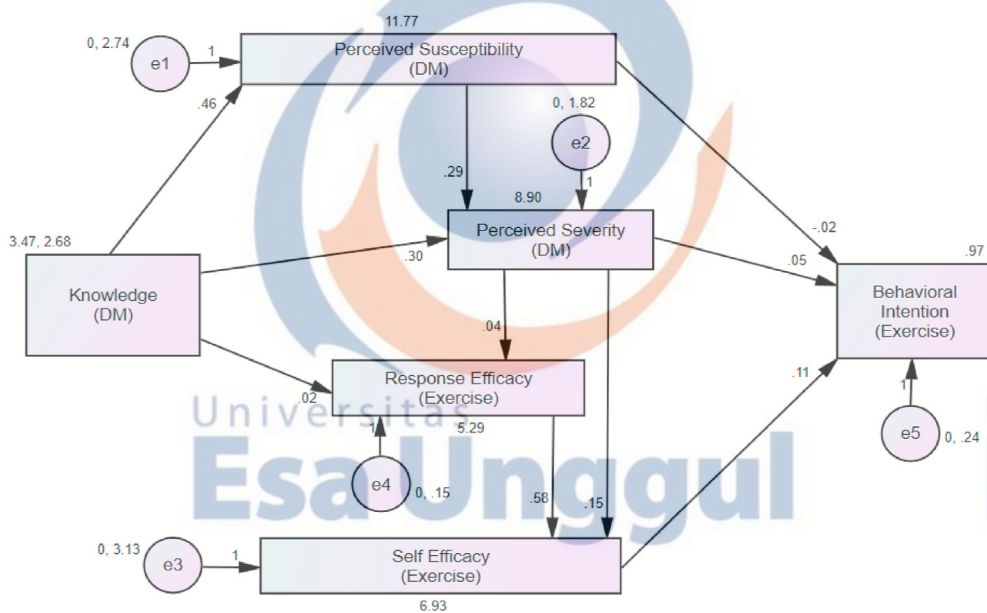 11.77
0, 2.74
e1
1
Perceived Susceptibility
(DM)
.46
0, 1.82
e2
1
.29
8.90
Perceived Severity
(DM)
3.47, 2.68
Knowledge
(DM)
.30
-.02
.05
.97
Behavioral
Intention
(Exercise)
.04
.02
Response Efficacy
(Exercise)
5.29
1
e4
0, .15
.11
1
e5
0, .24
Universitas
Esa Unggul
.58
.15
0, 3.13
e3
1
Self Efficacy
(Exercise)
6.93